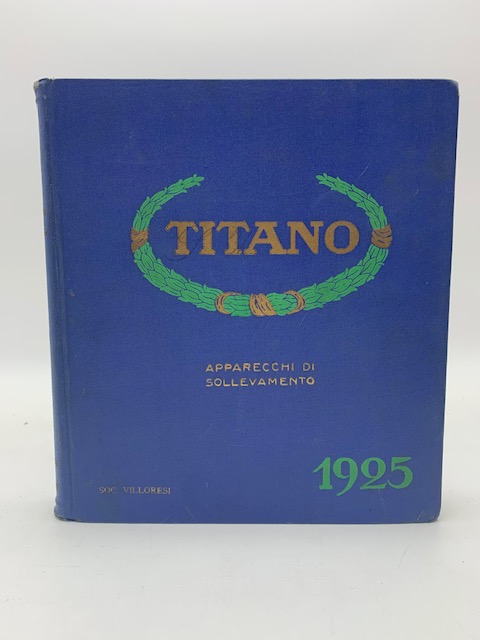 TITANO
APPARECCHI DI
SOLLEVAMENTO
1925
SOC. VILLORESI